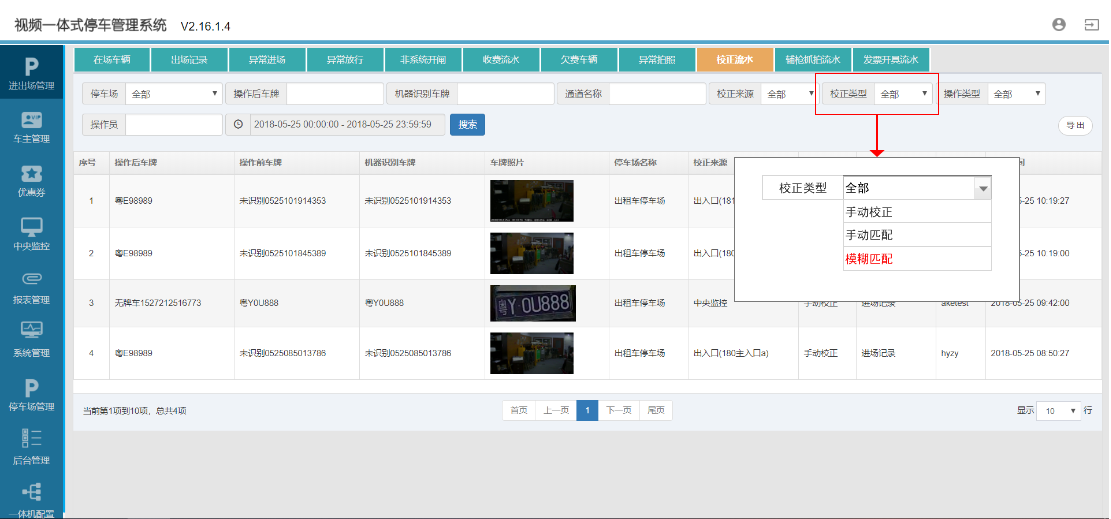 视频一体式停车管理系统 V2.16.1.4
进出场管理
车主管理
优惠券
中央监控
报表管理
系统管理
停车场管理
后台管理
一体机配置
在场车辆 出场记录 异常进场 异常放行 非系统开闸 收费流水 欠费车辆 异常拍照 校正流水 辅检抓拍流水 发票开具流水
停车场 全部 操作后车牌 机器识别车牌 通道名称 校正来源 全部 校正类型 全部 操作类型 全部
操作员 2018-05-25 00:00:00 - 2018-05-25 23:59:59 搜索
导出
序号 操作后车牌 操作前车牌 机器识别车牌 车牌照片 停车场名称 校正来源
1 粤E98989 未识别0525101914353 未识别0525101914353 出租车停车场 出入口(181 -25 10:19:27
2 粤E98989 未识别0525101845389 未识别0525101845389 出租车停车场 出入口(180 -25 10:19:00
3 无牌车1527212516773 粤Y0U888 粤Y0U888 粤Y 0U888 出租车停车场 中央监控 手动校正 进场记录 aketest 2018-05-25 09:42:00
4 粤E98989 未识别0525085013786 未识别0525085013786 出租车停车场 出入口(180主入口a) 手动校正 进场记录 hyzy 2018-05-25 08:50:27
校正类型 全部
手动校正
手动匹配
模糊匹配
当前第1项到10项，总共4项 首页 上一页 1 下一页 尾页 显示 10 行